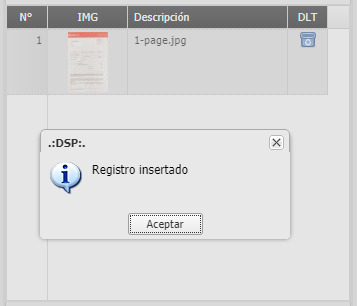 N° IMG Descripción DLT
1 1-page.jpg
.:DSP:.
Registro insertado
Aceptar